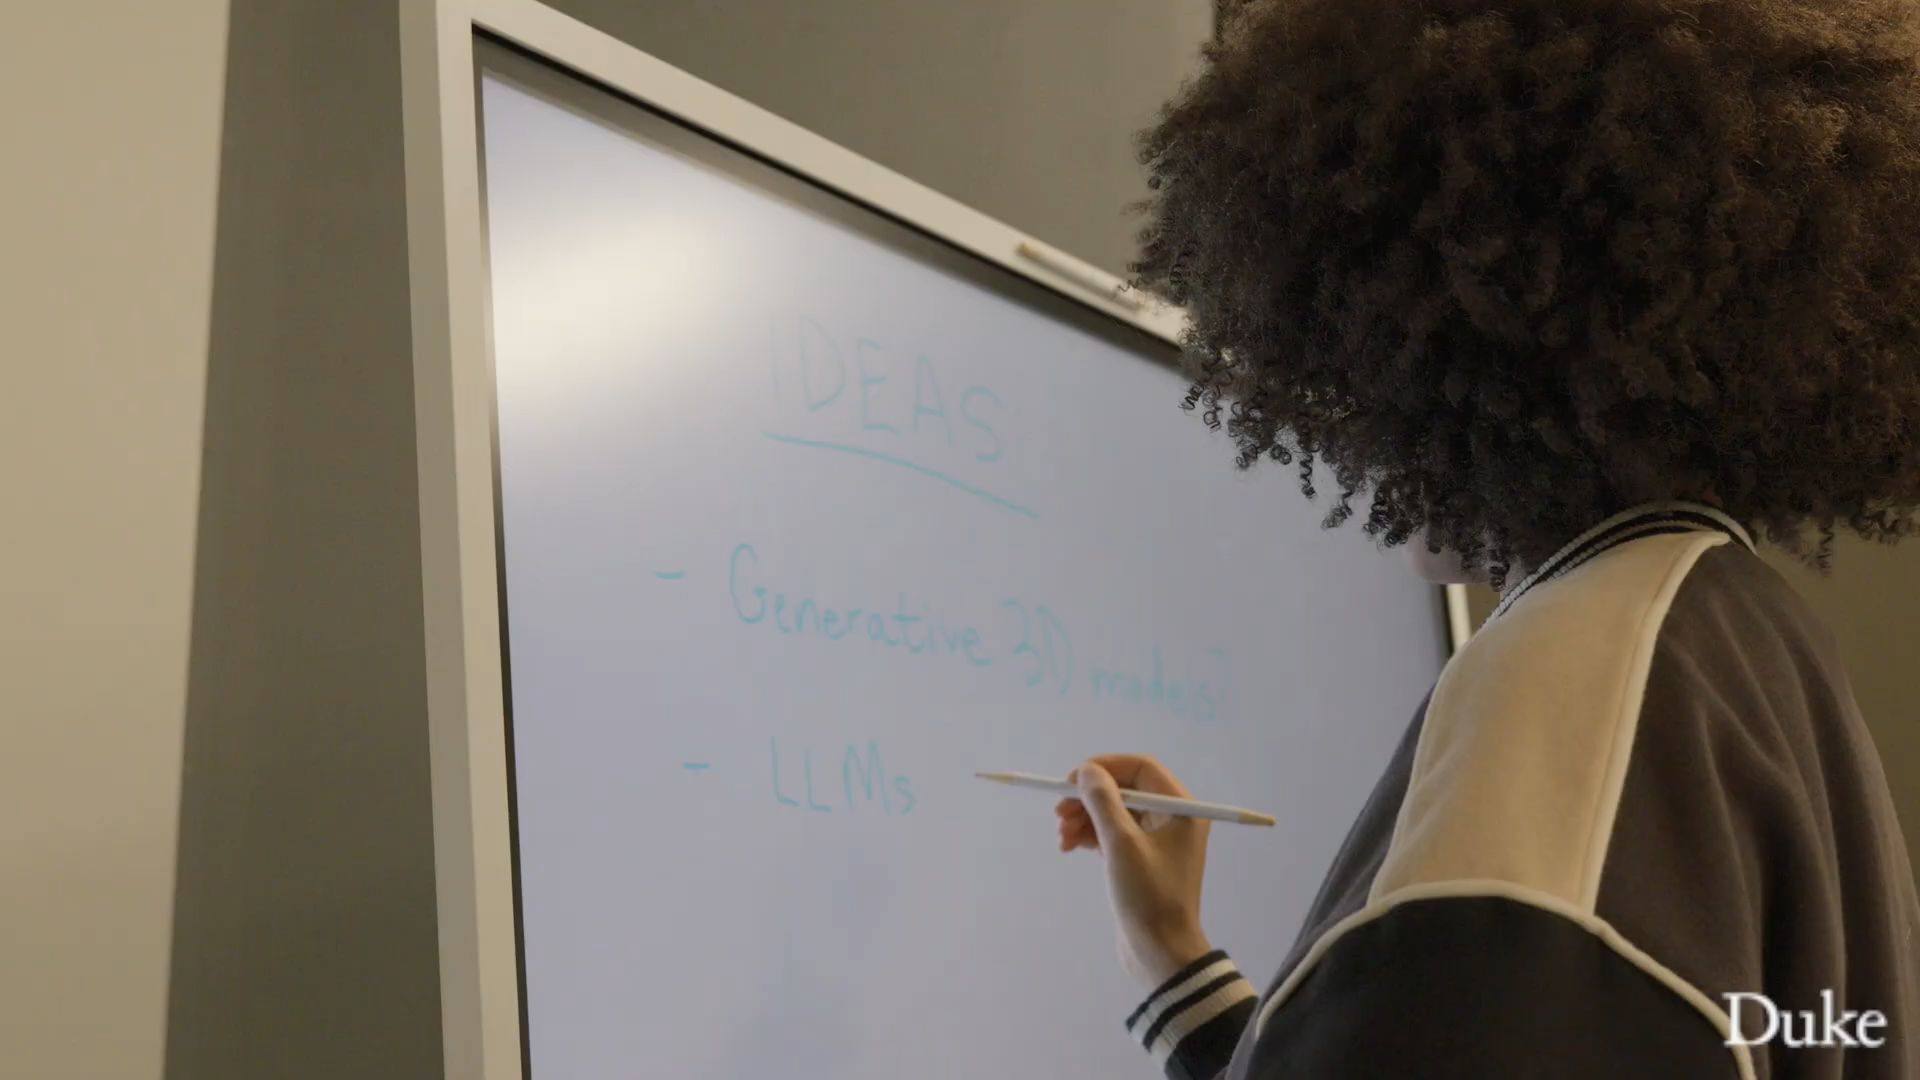 IDEAS
- Generative 3D models?
- LLMs
Duke